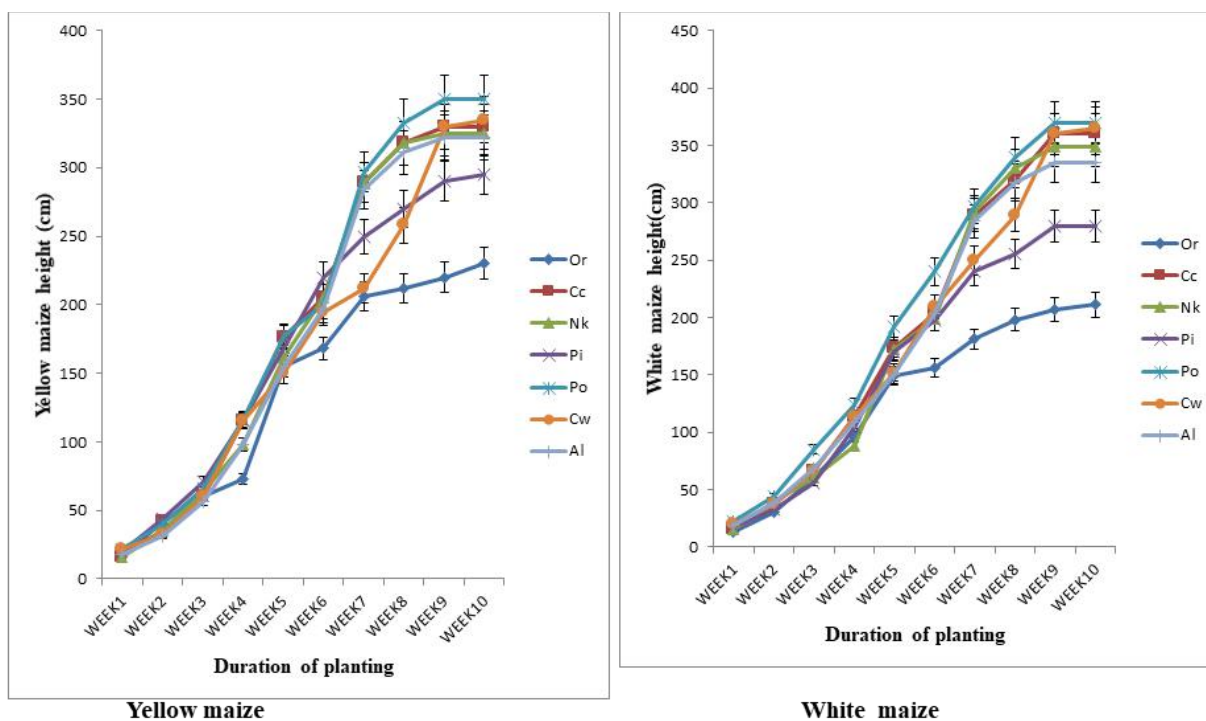 400
350
300
250
200
150
100
50
0
Yellow maize height (cm)
WEEK1
WEEK2
WEEK3
WEEK4
WEEK5
WEEK6
WEEK7
WEEK8
WEEK9
WEEK10
Duration of planting
Or
Cc
Nk
Pi
Po
Cw
Al
Yellow maize
450
400
350
300
250
200
150
100
50
0
White maize height(cm)
WEEK1
WEEK2
WEEK3
WEEK4
WEEK5
WEEK6
WEEK7
WEEK8
WEEK9
WEEK10
Duration of planting
Or
Cc
Nk
Pi
Po
Cw
Al
White maize